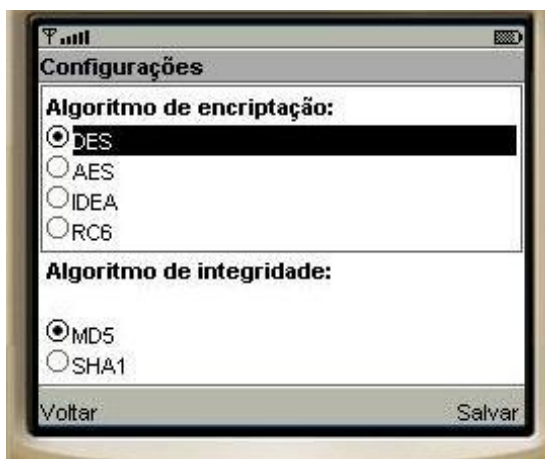 Configurações
Algoritmo de encriptação:
DES
AES
IDEA
RC6
Algoritmo de integridade:
MD5
SHA1
Voltar Salvar